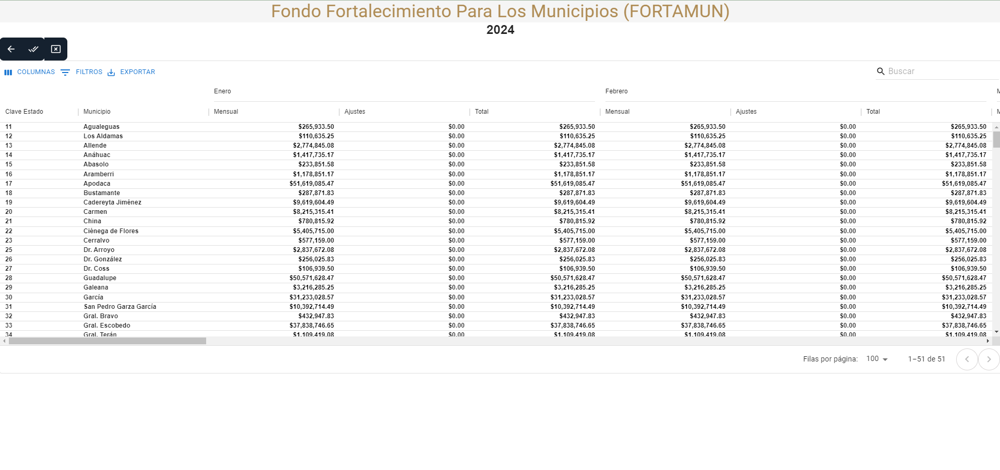 Fondo Fortalecimiento Para Los Municipios (FORTAMUN)
2024
COLUMNAS FILTROS EXPORTAR Buscar
Enero Febrero M
Clave Estado Municipio Mensual Ajustes Total Mensual Ajustes Total M
11 Agualeguas $265,933.50 $0.00 $265,933.50 $265,933.50 $0.00 $265,933.50
12 Los Aldamas $110,635.25 $0.00 $110,635.25 $110,635.25 $0.00 $110,635.25
13 Allende $2,774,845.08 $0.00 $2,774,845.08 $2,774,845.08 $0.00 $2,774,845.08
14 Anáhuac $1,417,735.17 $0.00 $1,417,735.17 $1,417,735.17 $0.00 $1,417,735.17
15 Abasolo $233,851.58 $0.00 $233,851.58 $233,851.58 $0.00 $233,851.58
16 Aramberri $1,178,851.17 $0.00 $1,178,851.17 $1,178,851.17 $0.00 $1,178,851.17
17 Apodaca $51,619,085.47 $0.00 $51,619,085.47 $51,619,085.47 $0.00 $51,619,085.47
18 Bustamante $287,871.83 $0.00 $287,871.83 $287,871.83 $0.00 $287,871.83
19 Cadereyta Jiménez $9,619,604.49 $0.00 $9,619,604.49 $9,619,604.49 $0.00 $9,619,604.49
20 Carmen $8,215,315.41 $0.00 $8,215,315.41 $8,215,315.41 $0.00 $8,215,315.41
21 China $780,815.92 $0.00 $780,815.92 $780,815.92 $0.00 $780,815.92
22 Ciénega de Flores $5,405,715.00 $0.00 $5,405,715.00 $5,405,715.00 $0.00 $5,405,715.00
23 Cerralvo $577,159.00 $0.00 $577,159.00 $577,159.00 $0.00 $577,159.00
25 Dr. Arroyo $2,837,672.08 $0.00 $2,837,672.08 $2,837,672.08 $0.00 $2,837,672.08
26 Dr. González $256,025.83 $0.00 $256,025.83 $256,025.83 $0.00 $256,025.83
27 Dr. Coss $106,939.50 $0.00 $106,939.50 $106,939.50 $0.00 $106,939.50
28 Guadalupe $50,571,628.47 $0.00 $50,571,628.47 $50,571,628.47 $0.00 $50,571,628.47
29 Galeana $3,216,285.25 $0.00 $3,216,285.25 $3,216,285.25 $0.00 $3,216,285.25
30 García $31,233,028.57 $0.00 $31,233,028.57 $31,233,028.57 $0.00 $31,233,028.57
31 San Pedro Garza García $10,392,714.49 $0.00 $10,392,714.49 $10,392,714.49 $0.00 $10,392,714.49
32 Gral. Bravo $432,947.83 $0.00 $432,947.83 $432,947.83 $0.00 $432,947.83
33 Gral. Escobedo $37,838,746.65 $0.00 $37,838,746.65 $37,838,746.65 $0.00 $37,838,746.65
34 Gral. Terán $1,109,419.08 $0.00 $1,109,419.08 $1,109,419.08 $0.00 $1,109,419.08
Filas por página: 100 1–51 de 51